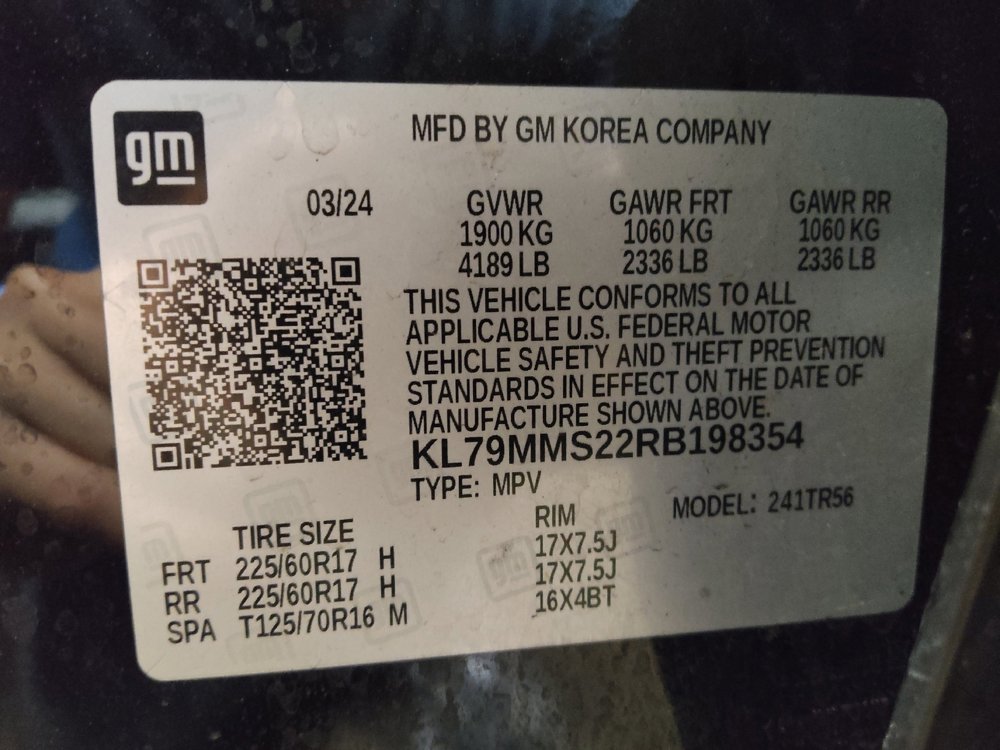 gm
MFD BY GM KOREA COMPANY
03/24
GVWR GAWR FRT GAWR RR
1900 KG 1060 KG 1060 KG
4189 LB 2336 LB 2336 LB
THIS VEHICLE CONFORMS TO ALL
APPLICABLE U.S. FEDERAL MOTOR
VEHICLE SAFETY AND THEFT PREVENTION
STANDARDS IN EFFECT ON THE DATE OF
MANUFACTURE SHOWN ABOVE.
KL79MMS22RB198354
TYPE: MPV
MODEL: 241TR56
TIRE SIZE RIM
FRT 225/60R17 H 17X7.5J
RR 225/60R17 H 17X7.5J
SPA T125/70R16 M 16X4BT